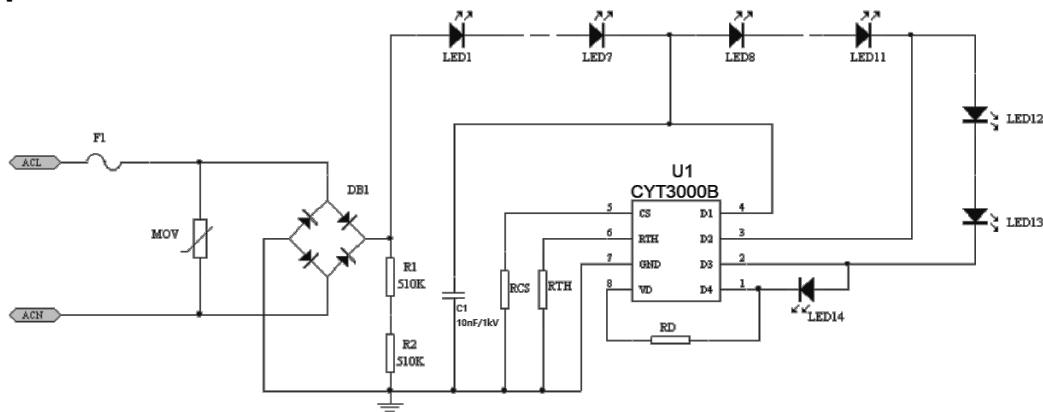 LED1
LED7
LED8
LED11
LED12
F1
ACL
U1
CYT3000B
DB1
5 CS D1 4
LED13
MOV
6 RTH D2 3
R1
510K
7 GND D3 2
RCS
RTH
8 VD D4 1
C1
10nF/1kV
LED14
ACN
RD
R2
510K